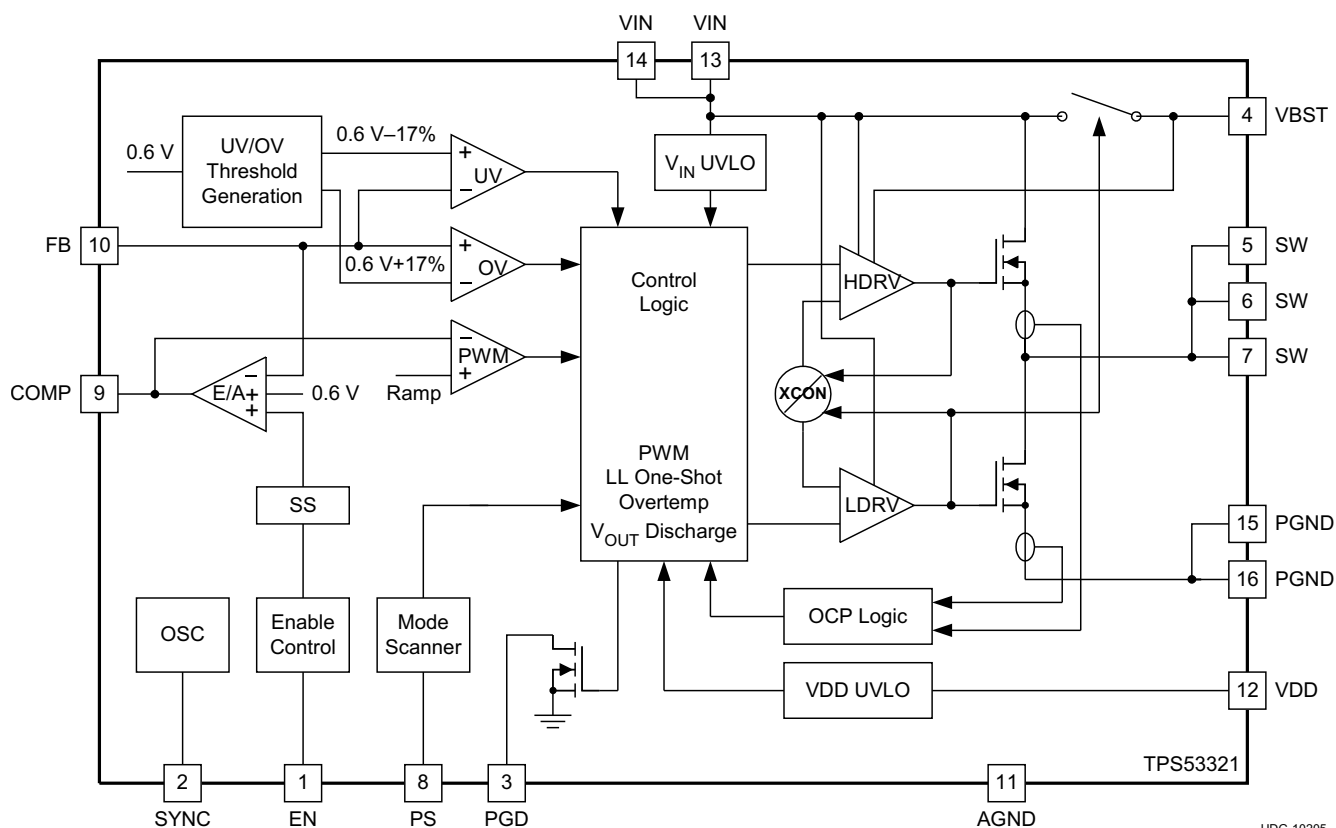 VIN
VIN
14
13
4
VBST
0.6 V
UV/OV
Threshold
Generation
0.6 V–17%
+
–
UV
VIN UVLO
FB
10
0.6 V+17%
+
–
OV
Control
Logic
HDRV
5
SW
6
SW
7
SW
–
PWM
+
Ramp
COMP
9
E/A
–
+
+
0.6 V
XCON
PWM
LL One-Shot
Overtemp
VOUT Discharge
LDRV
SS
15
PGND
16
PGND
OSC
Enable
Control
Mode
Scanner
OCP Logic
VDD UVLO
12
VDD
TPS53321
2
1
8
3
11
SYNC
EN
PS
PGD
AGND